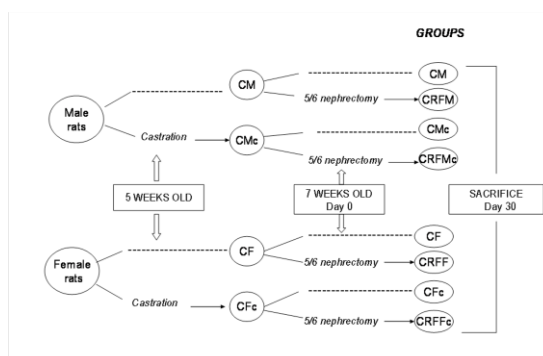 GROUPS
CM
CM
5/6 nephrectomy
CRFM
Male
rats
Castration
CMc
CMc
5/6 nephrectomy
CRFMc
5 WEEKS OLD
7 WEEKS OLD
Day 0
SACRIFICE
Day 30
CF
CF
5/6 nephrectomy
CRFF
Female
rats
Castration
CFc
CFc
5/6 nephrectomy
CRFFc